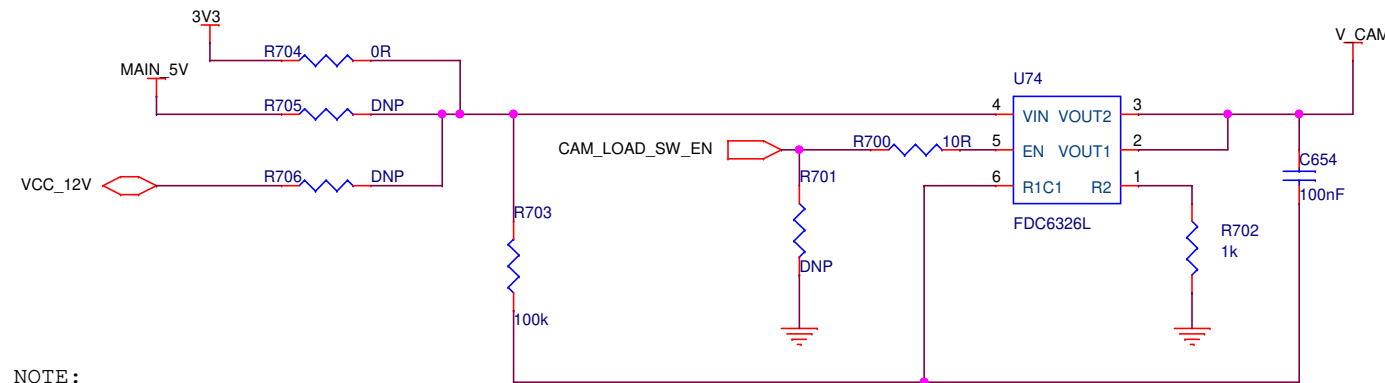 3V3
R704 0R
V_CAM
MAIN_5V
R705 DNP
U74
4 VIN VOUT2 3
CAM_LOAD_SW_EN
R700 10R
5 EN VOUT1 2
C654
100nF
VCC_12V
R706 DNP
R701
DNP
6 R1C1 R2 1
FDC6326L
R703
100k
R702
1k
NOTE: